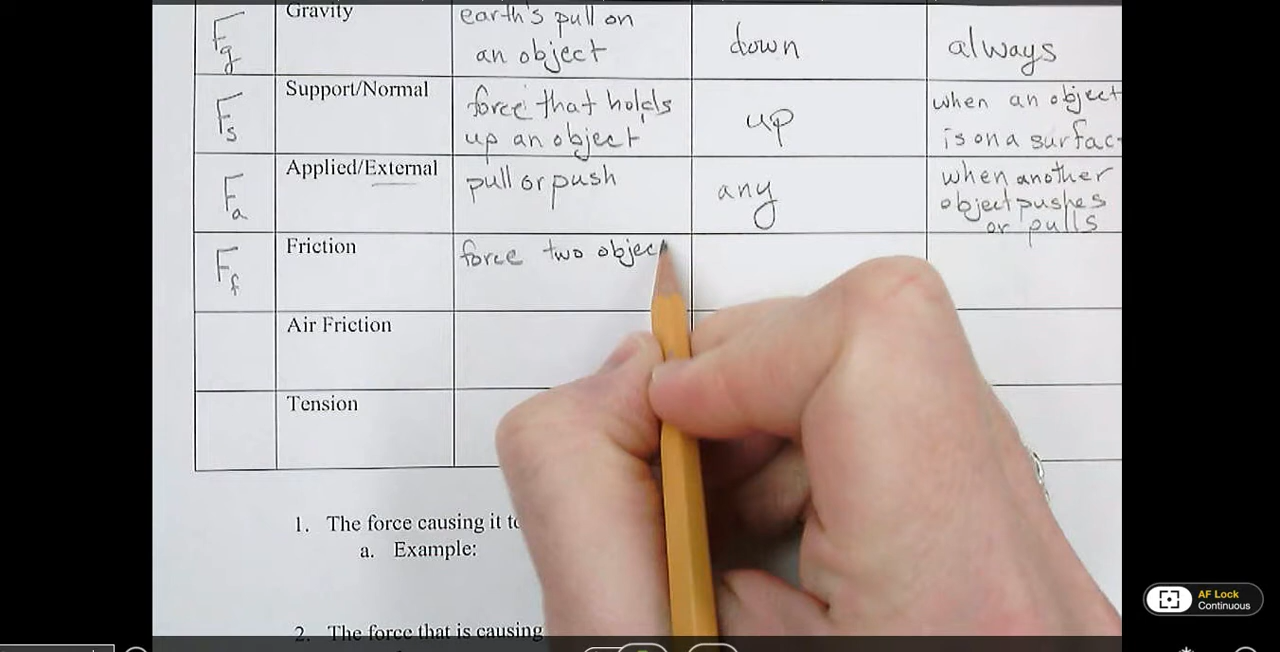 Fg
Gravity
earth's pull on
an object
down
always
Fs
Support/Normal
force that holds
up an object
up
when an object
is on a surfac
Fa
Applied/External
pull or push
any
when another
object pushes
or pulls
Ff
Friction
force two objec
Air Friction
Tension
1. The force causing it
a. Example:
2. The force that is causing
AF Lock
Continuous